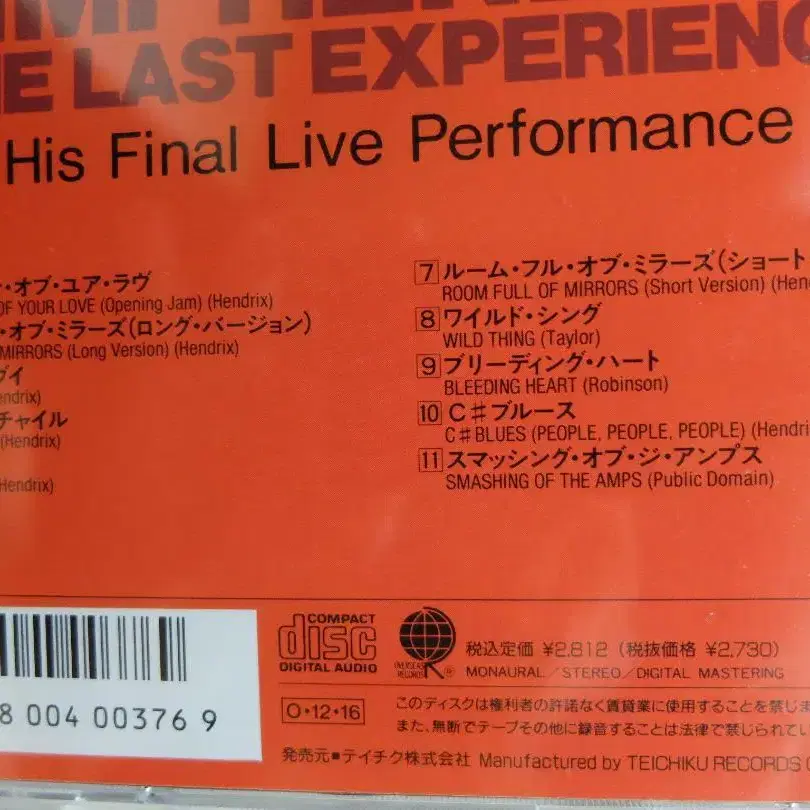 THE LAST EXPERIENC
His Final Live Performance
・オブ・ユア・ラヴ
OF YOUR LOVE (Opening Jam) (Hendrix)
・オブ・ミラーズ(ロング・バージョン)
MIRRORS (Long Version) (Hendrix)
ヴイ
endrix)
チャイル
(Hendrix)
Hendrix)
7 ルーム・フル・オブ・ミラーズ(ショート
ROOM FULL OF MIRRORS (Short Version) (Hen
8 ワイルド・シング
WILD THING (Taylor)
9 ブリーディング・ハート
BLEEDING HEART (Robinson)
10 C♯ブルース
C♯BLUES (PEOPLE, PEOPLE, PEOPLE) (Hendri
11 スマッシング・オブ・ジ・アンプス
SMASHING OF THE AMPS (Public Domain)
8 004 003769
COMPACT
disc
DIGITAL AUDIO
OVERSEAS
RECORDS
®
税込定価 ¥2,812 (税抜価格 ¥2,730)
MONAURAL/STEREO/DIGITAL MASTERING
O・12・16
このディスクは権利者の許諾なく賃貸業に使用することを禁じま
また、無断でテープその他に録音することは法律で禁じられてい
発売元■テイチク株式会社 Manufactured by TEICHIKU RECORDS C